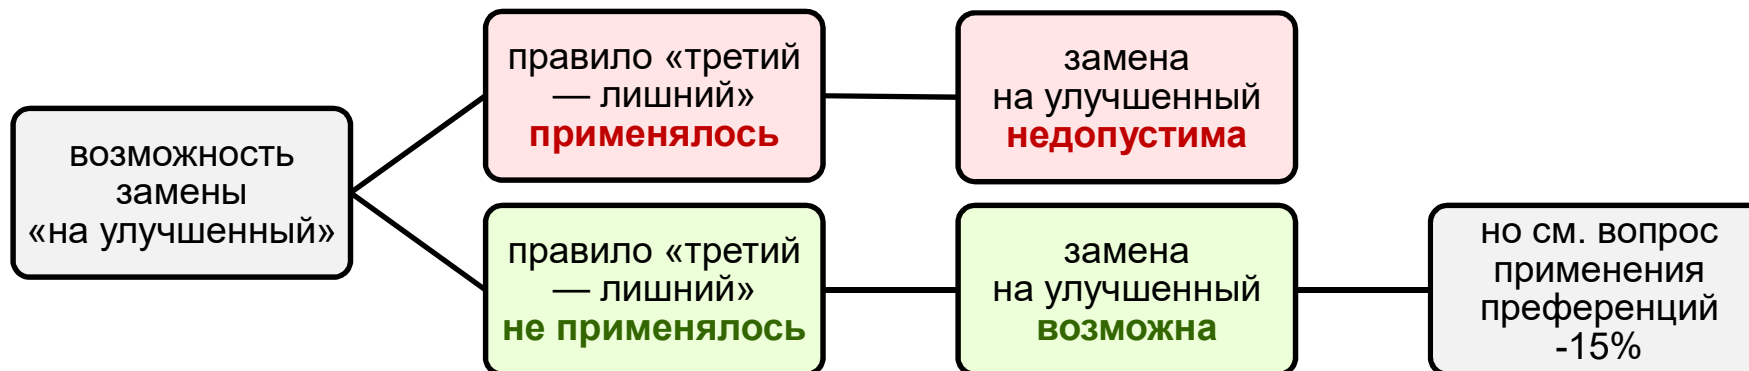 возможность
замены
«на улучшенный»
правило «третий
— лишний»
применялось
замена
на улучшенный
недопустима
правило «третий
— лишний»
не применялось
замена
на улучшенный
возможна
но см. вопрос
применения
преференций
-15%